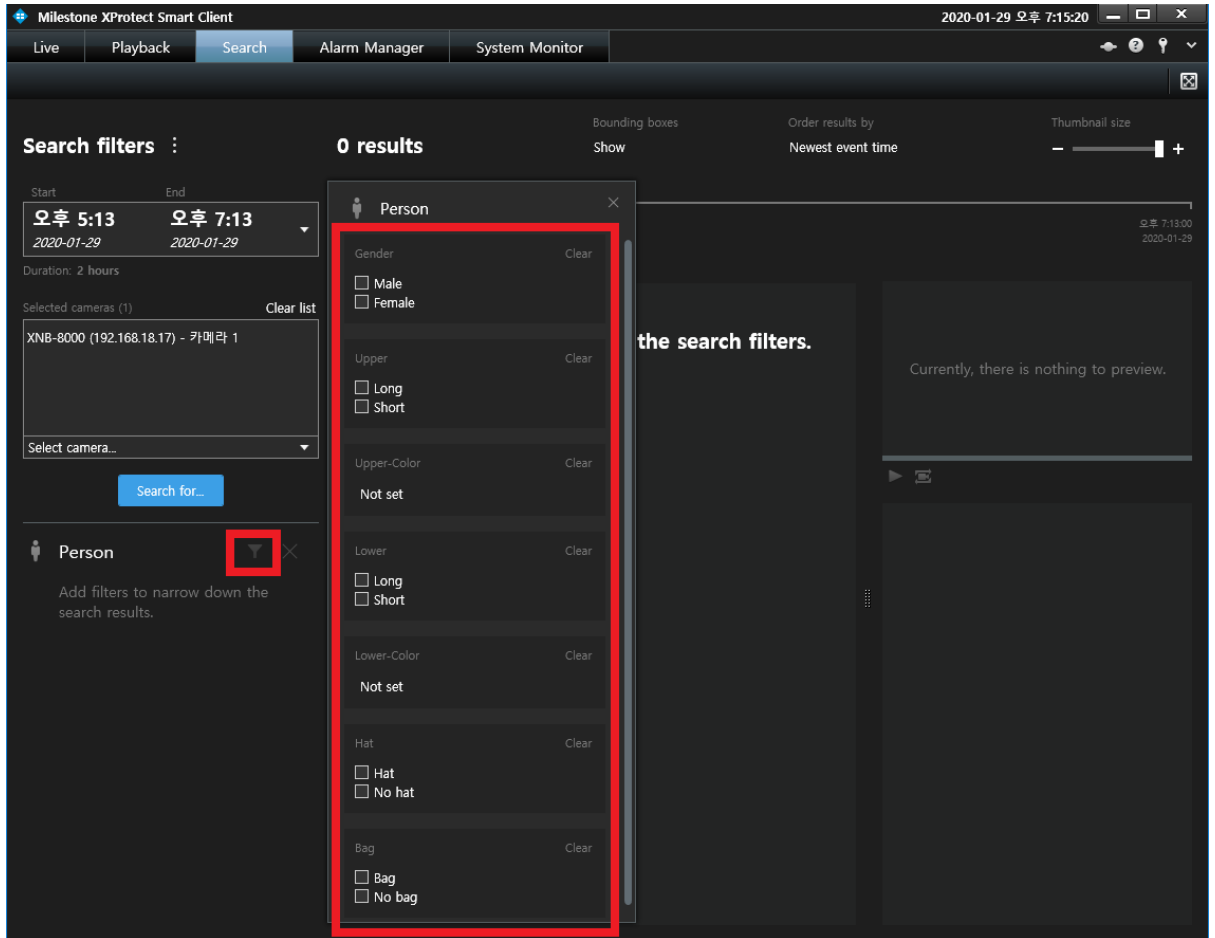 Milestone XProtect Smart Client
2020-01-29 오후 7:15:20
Live
Playback
Search
Alarm Manager
System Monitor
Search filters
0 results
Bounding boxes
Show
Order results by
Newest event time
Thumbnail size
Start
End
오후 5:13
오후 7:13
2020-01-29
2020-01-29
Duration: 2 hours
Selected cameras (1)
Clear list
XNB-8000 (192.168.18.17) - 카메라 1
Select camera...
Search for...
Person
Add filters to narrow down the
search results.
Person
Gender
Clear
Male
Female
Upper
Clear
Long
Short
Upper-Color
Clear
Not set
Lower
Clear
Long
Short
Lower-Color
Clear
Not set
Hat
Clear
Hat
No hat
Bag
Clear
Bag
No bag
오후 7:13:00
2020-01-29
the search filters.
Currently, there is nothing to preview.